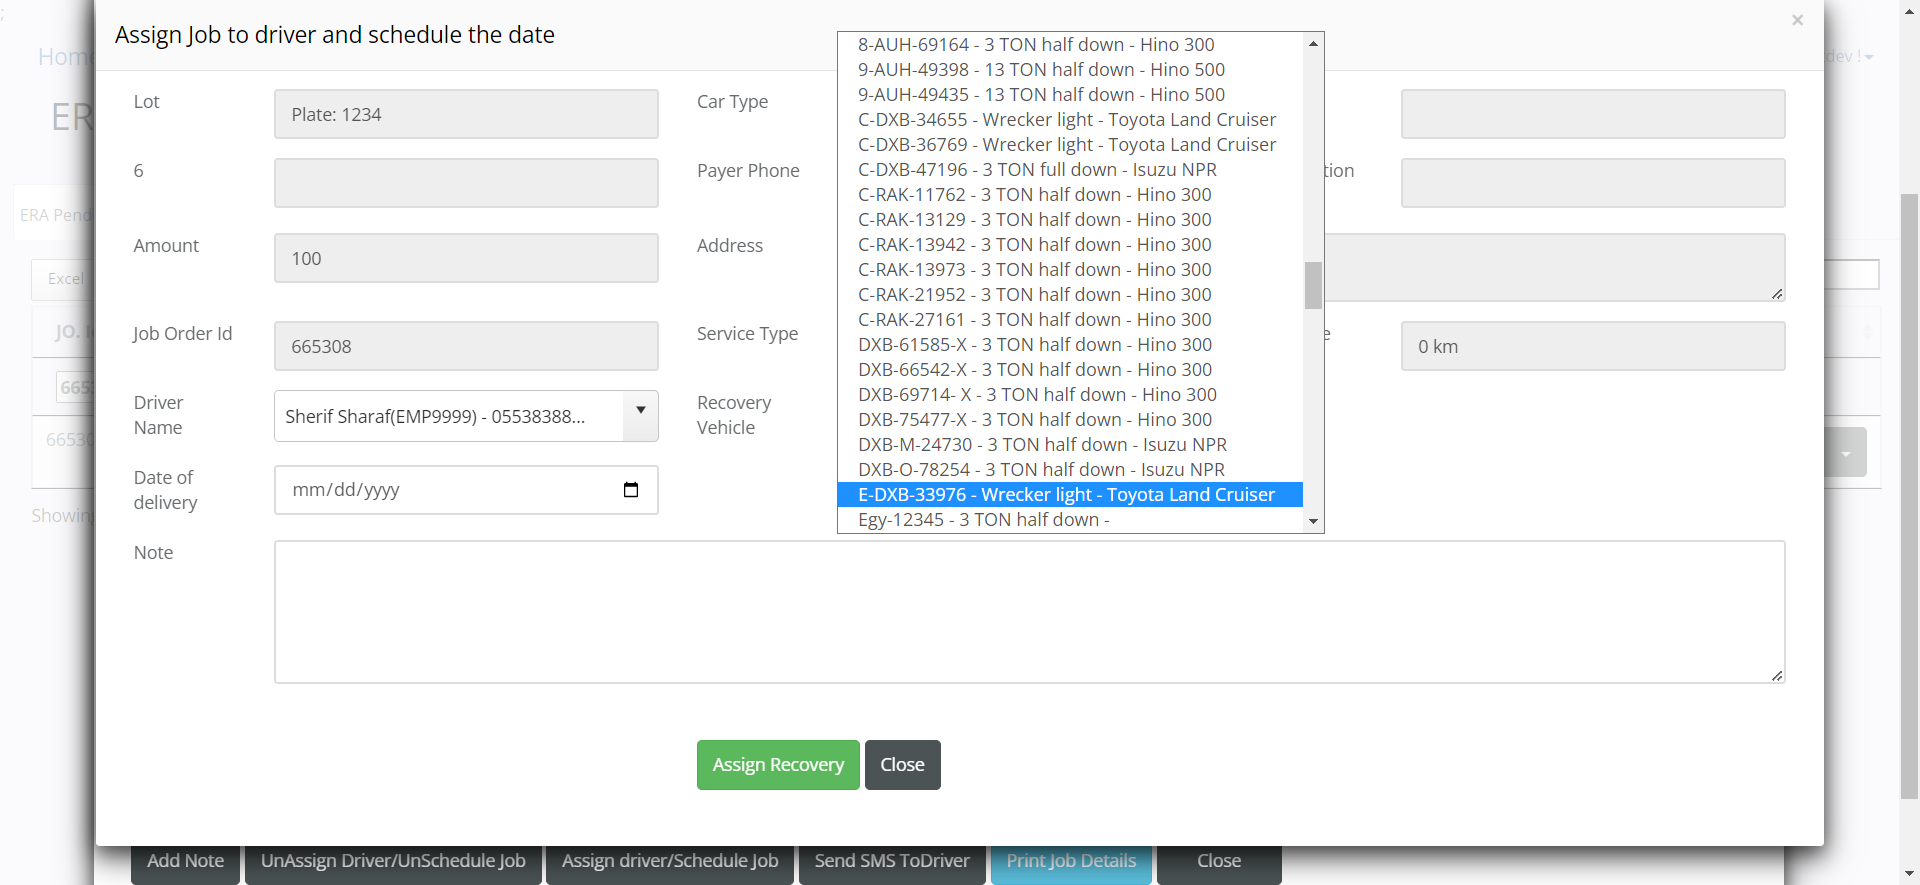 Assign Job to driver and schedule the date
×
Home
dev !
ER
Lot
Plate: 1234
Car Type
6
Payer Phone
tion
ERA Pend
Amount
100
Address
Excel
JO. I
Job Order Id
665308
Service Type
e
0 km
665
Driver Name
Sherif Sharaf(EMP9999) - 05538388...
Recovery Vehicle
66530
Date of delivery
mm/dd/yyyy
Showin
Note
8-AUH-69164 - 3 TON half down - Hino 300
9-AUH-49398 - 13 TON half down - Hino 500
9-AUH-49435 - 13 TON half down - Hino 500
C-DXB-34655 - Wrecker light - Toyota Land Cruiser
C-DXB-36769 - Wrecker light - Toyota Land Cruiser
C-DXB-47196 - 3 TON full down - Isuzu NPR
C-RAK-11762 - 3 TON half down - Hino 300
C-RAK-13129 - 3 TON half down - Hino 300
C-RAK-13942 - 3 TON half down - Hino 300
C-RAK-13973 - 3 TON half down - Hino 300
C-RAK-21952 - 3 TON half down - Hino 300
C-RAK-27161 - 3 TON half down - Hino 300
DXB-61585-X - 3 TON half down - Hino 300
DXB-66542-X - 3 TON half down - Hino 300
DXB-69714- X - 3 TON half down - Hino 300
DXB-75477-X - 3 TON half down - Hino 300
DXB-M-24730 - 3 TON half down - Isuzu NPR
DXB-O-78254 - 3 TON half down - Isuzu NPR
E-DXB-33976 - Wrecker light - Toyota Land Cruiser
Egy-12345 - 3 TON half down -
Assign Recovery
Close
Add Note
UnAssign Driver/UnSchedule Job
Assign driver/Schedule Job
Send SMS ToDriver
Print Job Details
Close